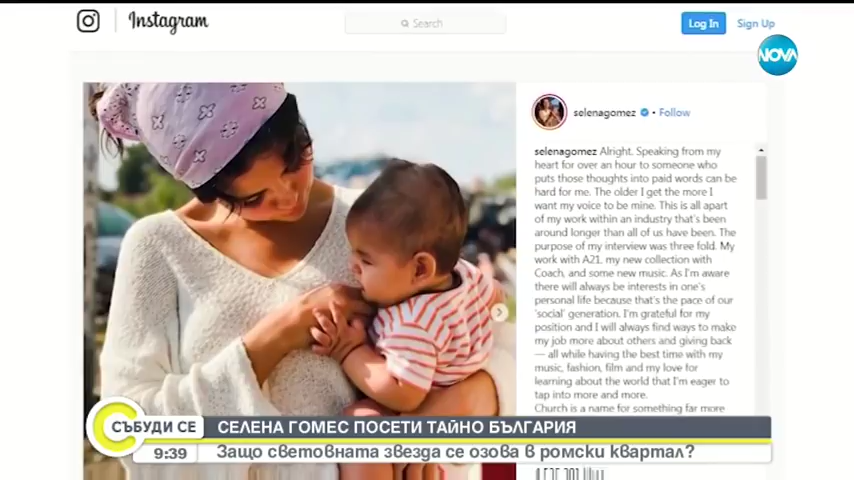 Instagram
Search
Log In
Sign Up
NOVA
selenagomez • Follow
selenagomez Alright. Speaking from my
heart for over an hour to someone who
puts those thoughts into paid words can be
hard for me. The older I get the more I
want my voice to be mine. This is all apart
of my work within an industry that's been
around longer than all of us have been. The
purpose of my interview was three fold. My
work with A21, my new collection with
Coach, and some new music. As I'm aware
there will always be interests in one's
personal life because that's the pace of our
'social' generation. I'm grateful for my
position and I will always find ways to make
my job more about others and giving back
— all while having the best time with my
music, fashion, film and my love for
learning about the world that I'm eager to
tap into more and more.
Church is a name for something far more
СЪБУДИ СЕ
СЕЛЕНА ГОМЕС ПОСЕТИ ТАЙНО БЪЛГАРИЯ
9:39
Защо световната звезда се озова в ромски квартал?